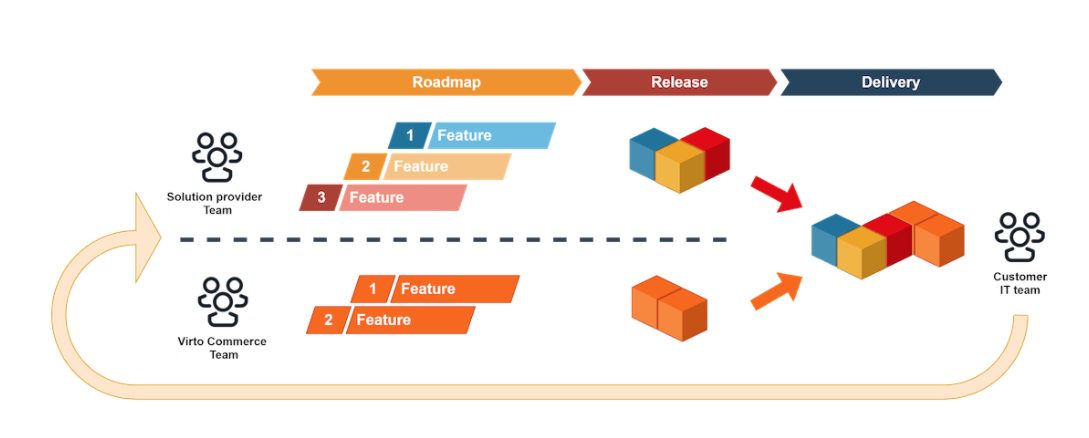 Roadmap
Release
Delivery
1 Feature
2 Feature
3 Feature
Solution provider
Team
1 Feature
2 Feature
Virto Commerce
Team
Customer
IT team